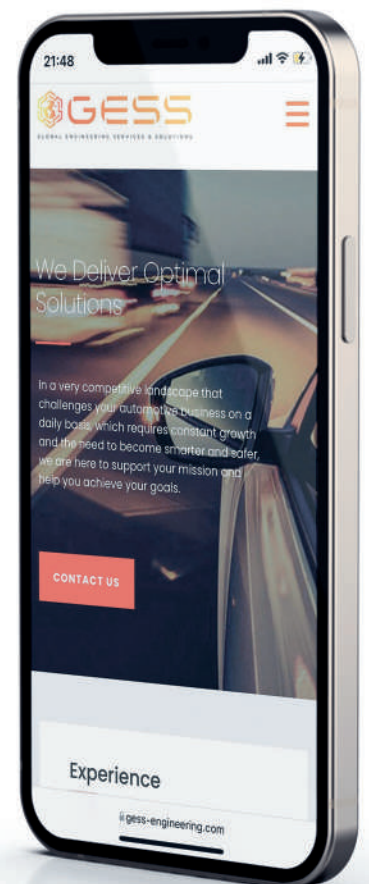 21:48
GESS
GLOBAL ENGINEERING SERVICES & SOLUTIONS
We Deliver Optimal
Solutions
In a very competitive landscape that
challenges your automotive business on a
daily basis, which requires constant growth
and the need to become smarter and safer,
we are here to support your mission and
help you achieve your goals.
CONTACT US
Experience
gess-engineering.com